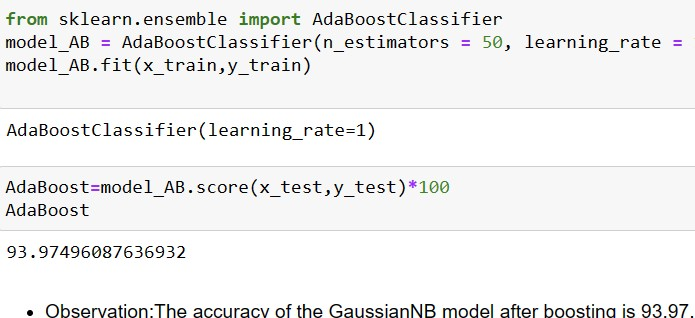 from sklearn.ensemble import AdaBoostClassifier
model_AB = AdaBoostClassifier(n_estimators = 50, learning_rate =
model_AB.fit(x_train,y_train)
AdaBoostClassifier(learning_rate=1)
AdaBoost=model_AB.score(x_test,y_test)*100
AdaBoost
93.97496087636932
• Observation:The accuracy of the GaussianNB model after boosting is 93.97.